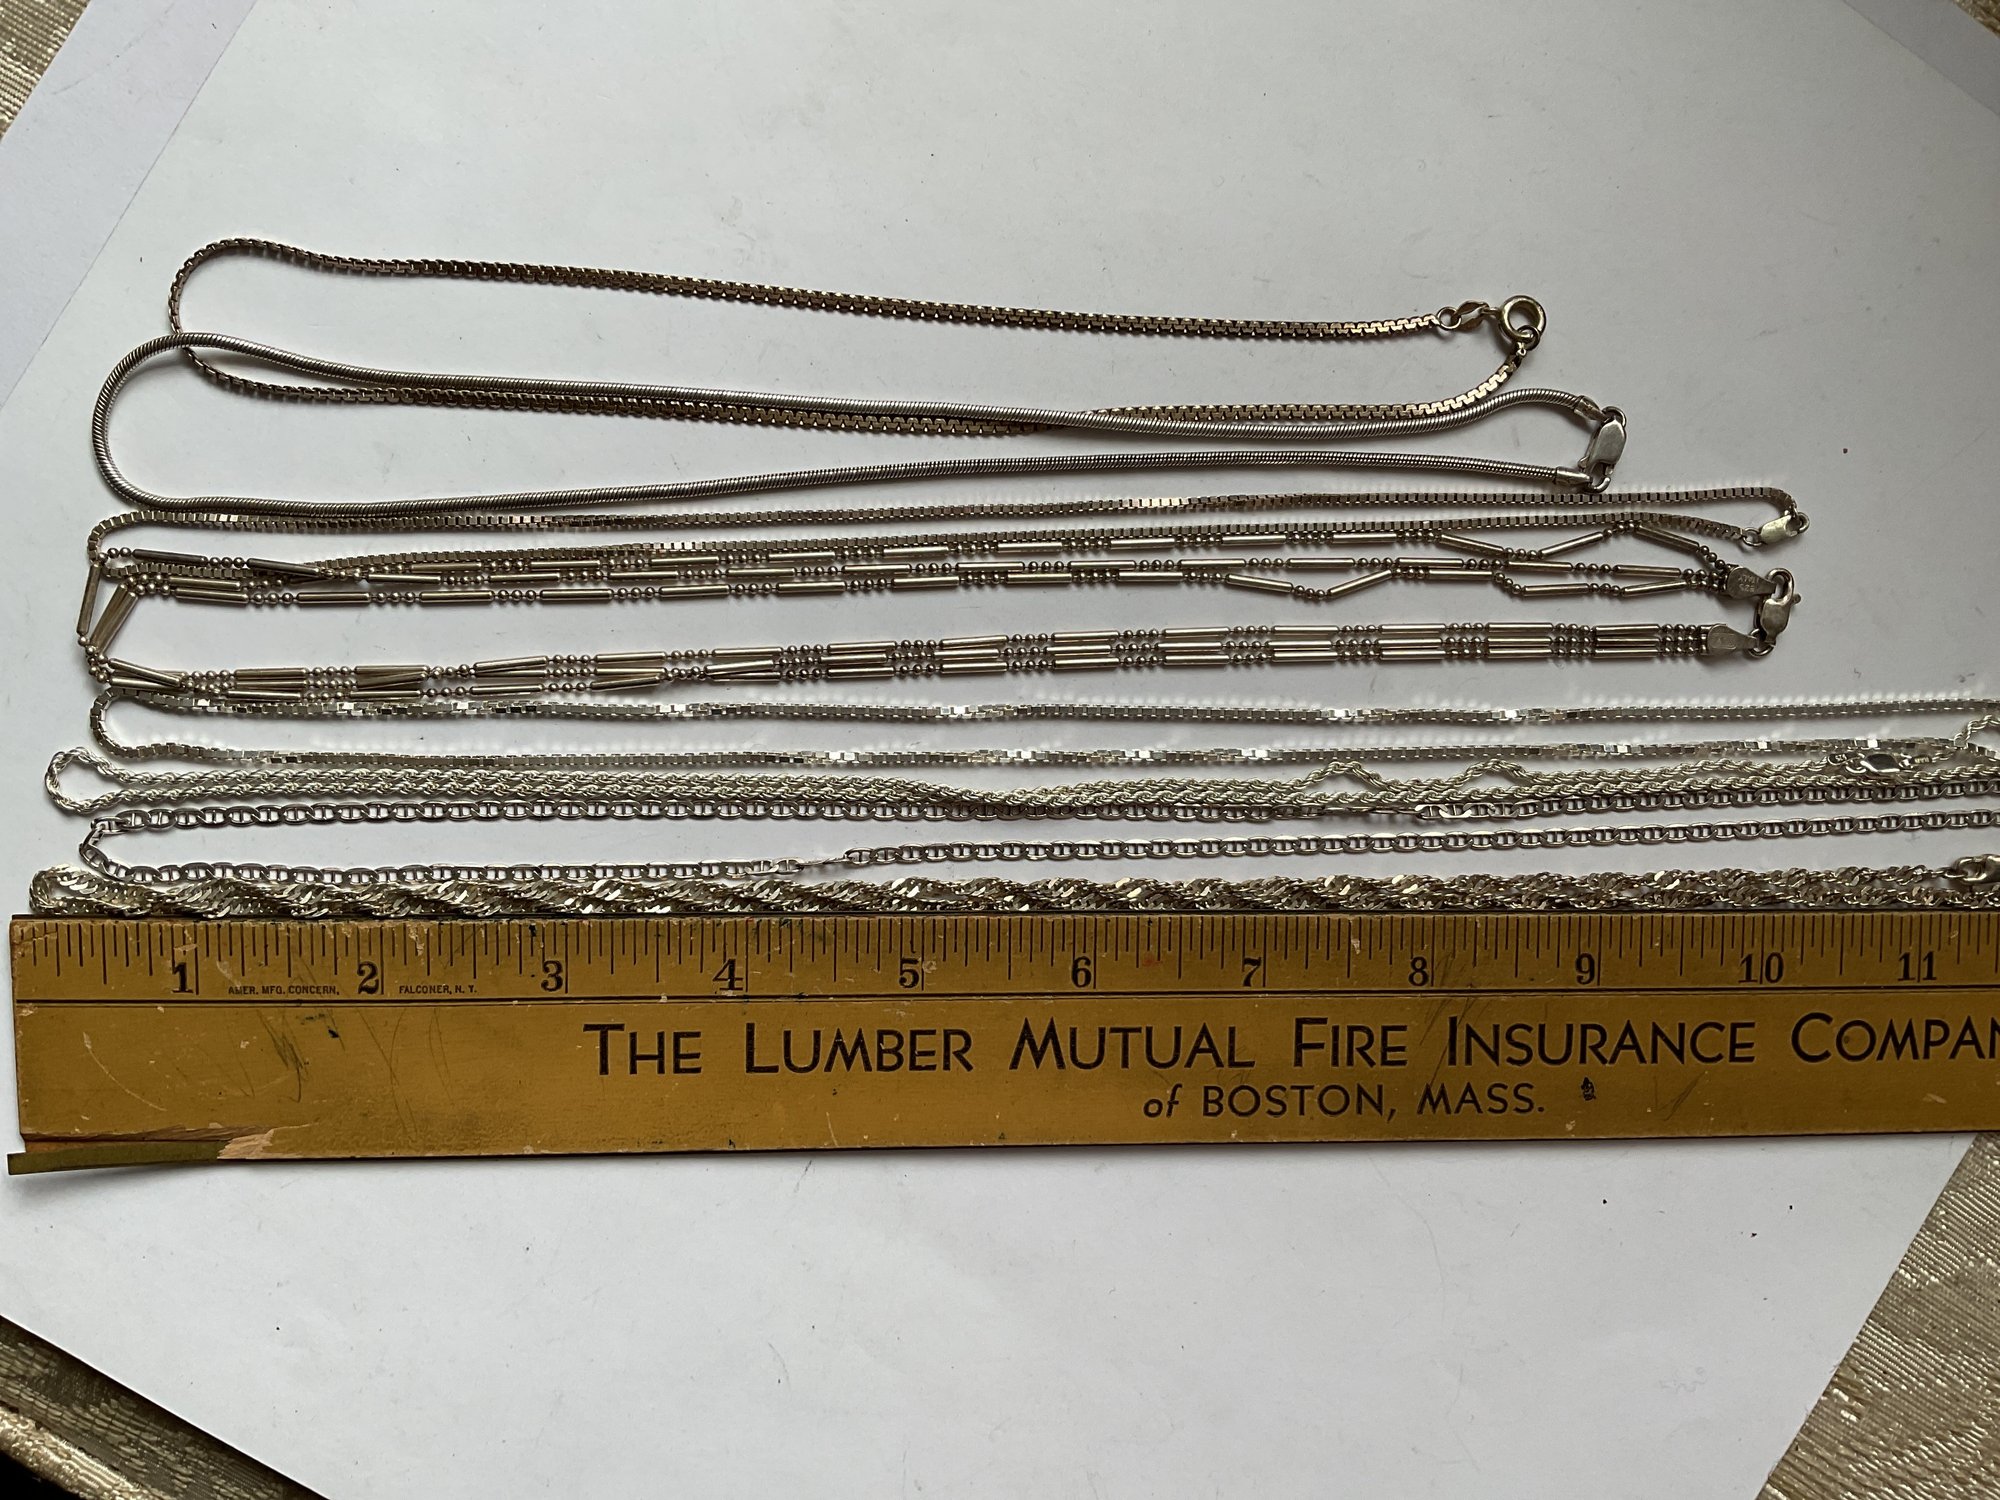 1 2 3 4 5 6 7 8 9 10 11
AMER. MFG. CONCERN, FALCONER, N. Y.
THE LUMBER MUTUAL FIRE INSURANCE COMPAN
of BOSTON, MASS.